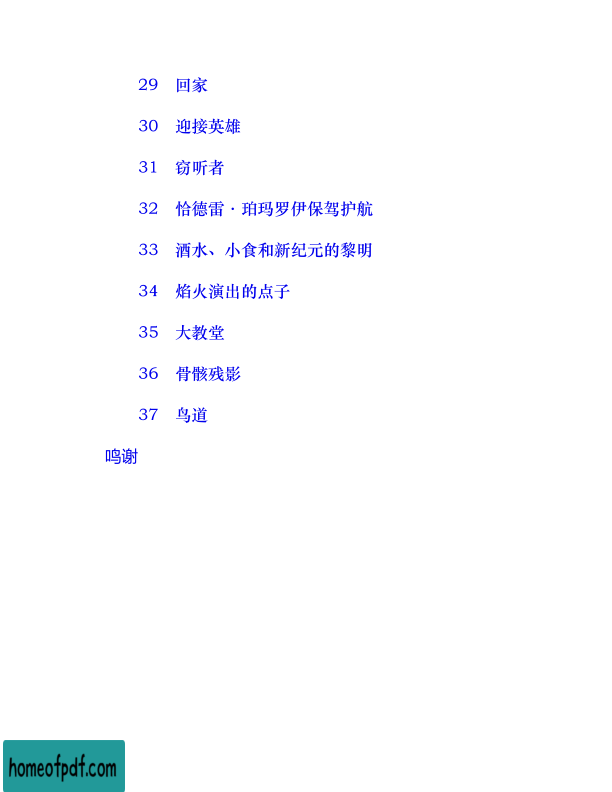 29 回家
30 迎接英雄
31 窃听者
32 恰德雷·珀玛罗伊保驾护航
33 酒水、小食和新纪元的黎明
34 焰火演出的点子
35 大教堂
36 骨骸残影
37 鸟道
鸣谢
homeofpdf.com